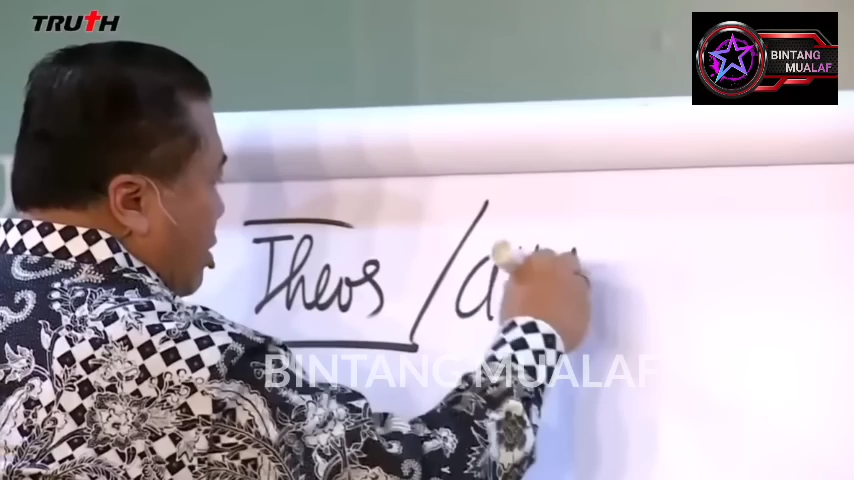 TRUTH
BINTANG
MUALAF
Theos /
BINTANG MUALAF